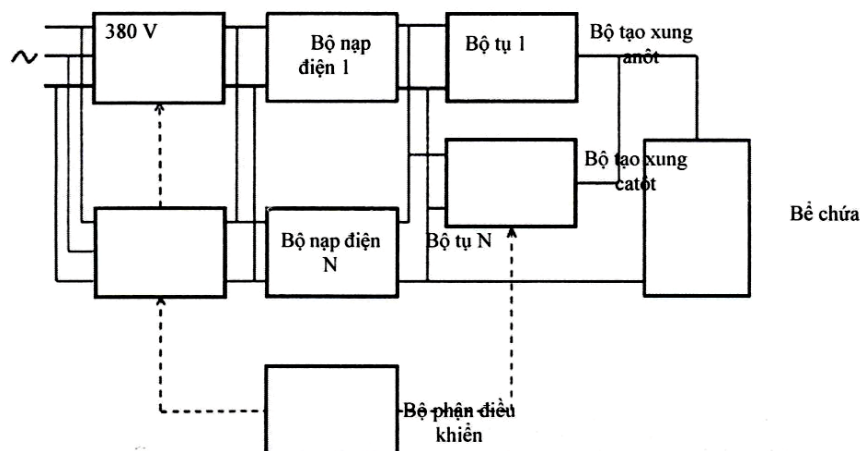 380 V
Bộ nạp
điện 1
Bộ tụ 1
Bộ tạo xung
anôt
Bộ tạo xung
catôt
Bể chứa
Bộ nạp điện
N
Bộ tụ N
Bộ phận điều
khiển